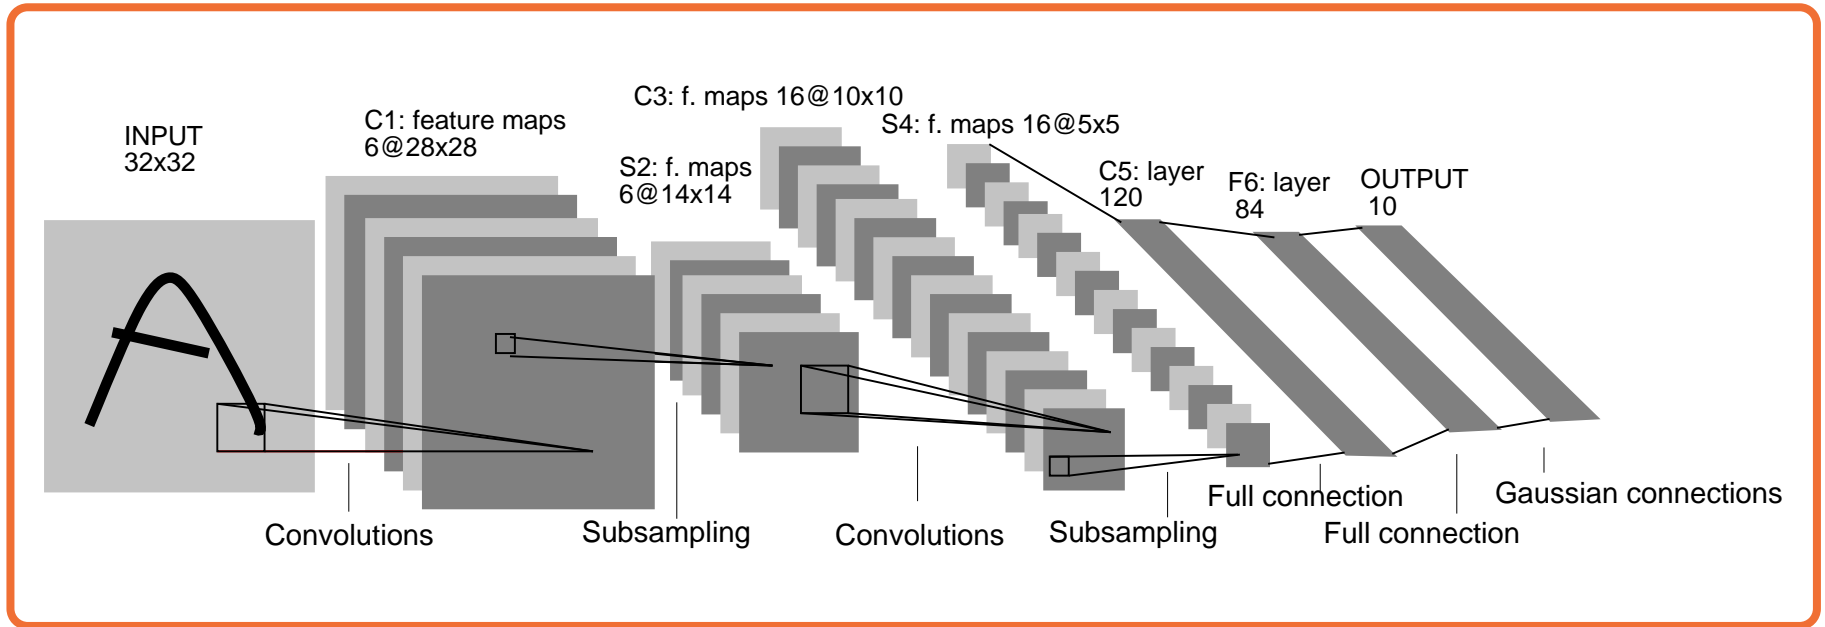 INPUT
32x32
C1: feature maps
6@28x28
S2: f. maps
6@14x14
C3: f. maps 16@10x10
S4: f. maps 16@5x5
C5: layer
120
F6: layer
84
OUTPUT
10
Convolutions
Subsampling
Convolutions
Subsampling
Full connection
Full connection
Gaussian connections